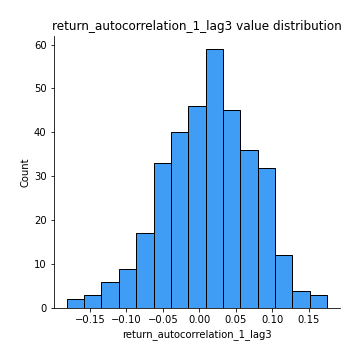 return_autocorrelation_1_lag3 value distribution
60
50
40
30
20
10
0
Count
−0.15 −0.10 −0.05 0.00 0.05 0.10 0.15
return_autocorrelation_1_lag3